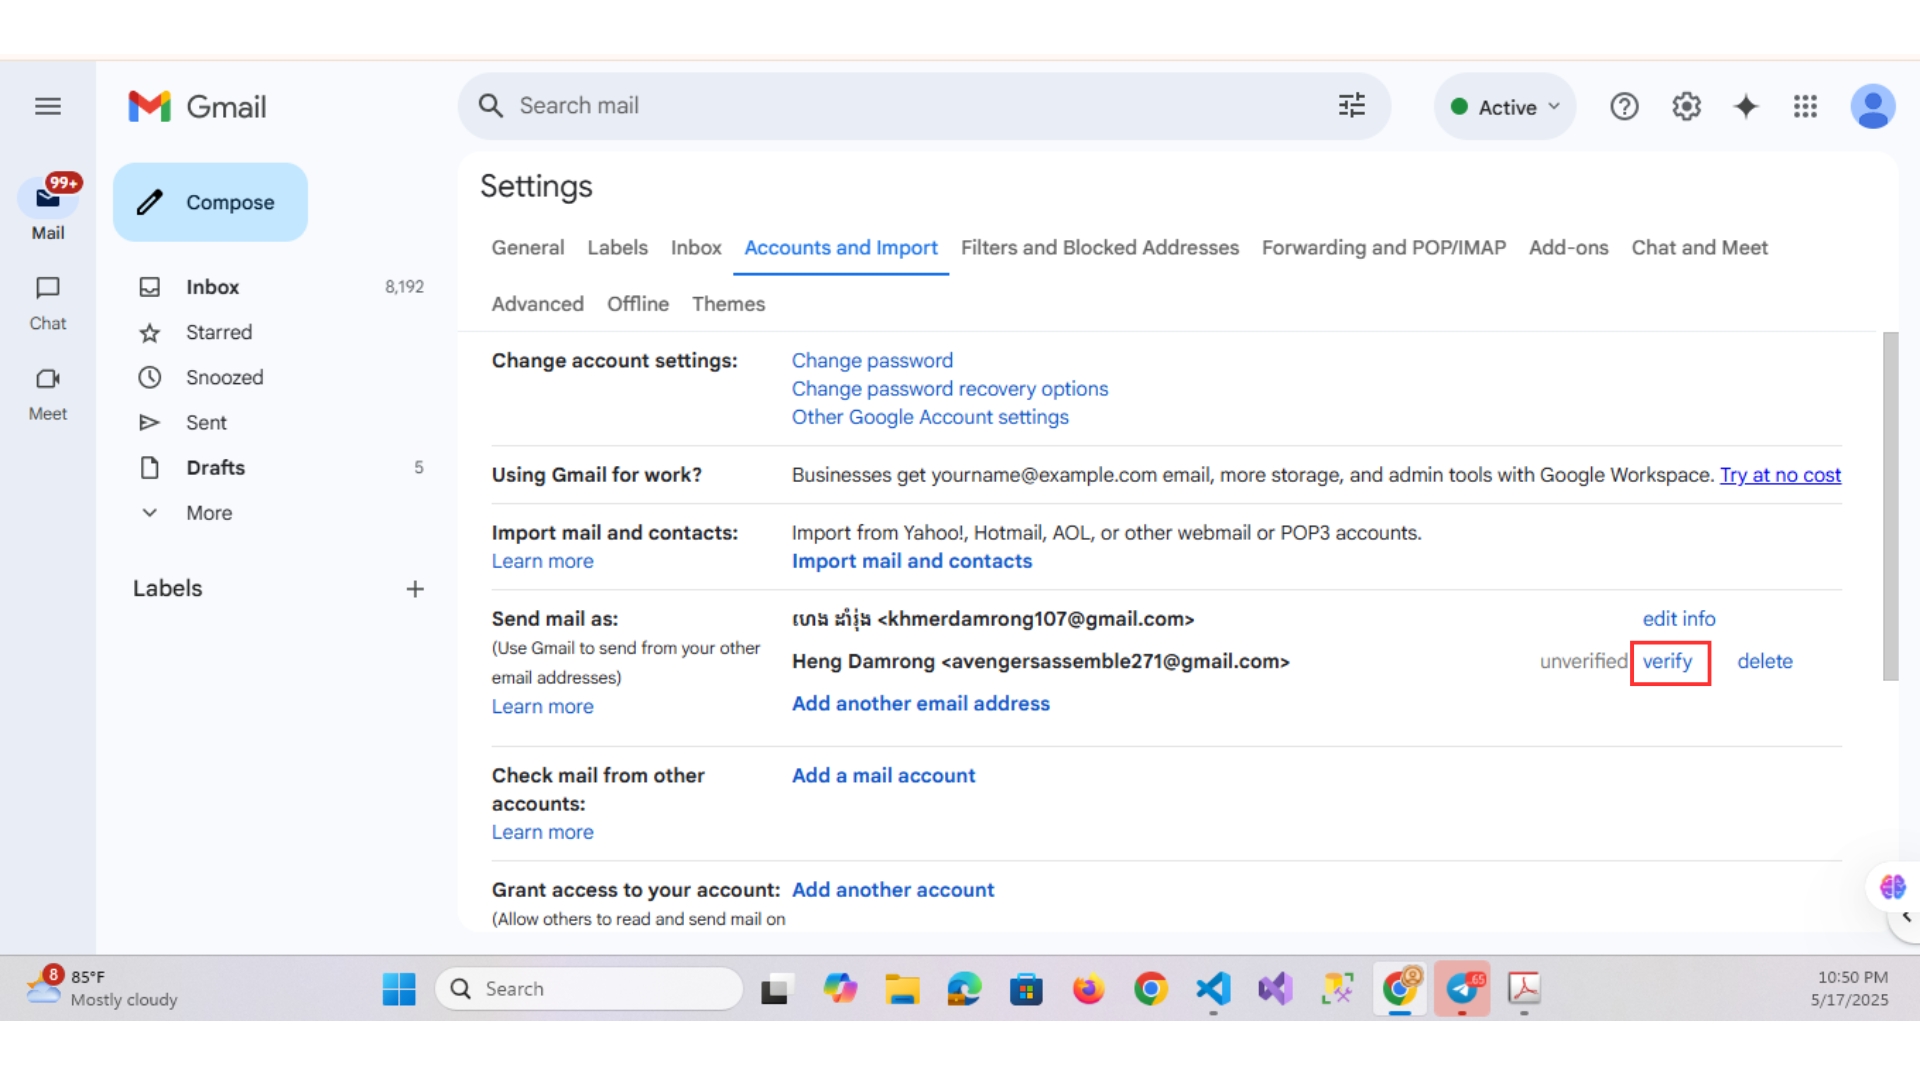 Gmail
Search mail
Active
99+
Mail
Chat
Meet
Compose
Inbox 8,192
Starred
Snoozed
Sent
Drafts 5
More
Labels
Settings
General Labels Inbox Accounts and Import Filters and Blocked Addresses Forwarding and POP/IMAP Add-ons Chat and Meet
Advanced Offline Themes
Change account settings: Change password
Change password recovery options
Other Google Account settings
Using Gmail for work? Businesses get yourname@example.com email, more storage, and admin tools with Google Workspace. Try at no cost
Import mail and contacts: Import from Yahoo!, Hotmail, AOL, or other webmail or POP3 accounts.
Learn more Import mail and contacts
Send mail as: ហេង ដាំរ៉ុង <khmerdamrong107@gmail.com> edit info
(Use Gmail to send from your other
email addresses)
Learn more
Heng Damrong <avengersassemble271@gmail.com> unverified verify delete
Add another email address
Check mail from other
accounts:
Learn more
Add a mail account
Grant access to your account: Add another account
(Allow others to read and send mail on
8
85°F
Mostly cloudy
Search
65
10:50 PM
5/17/2025